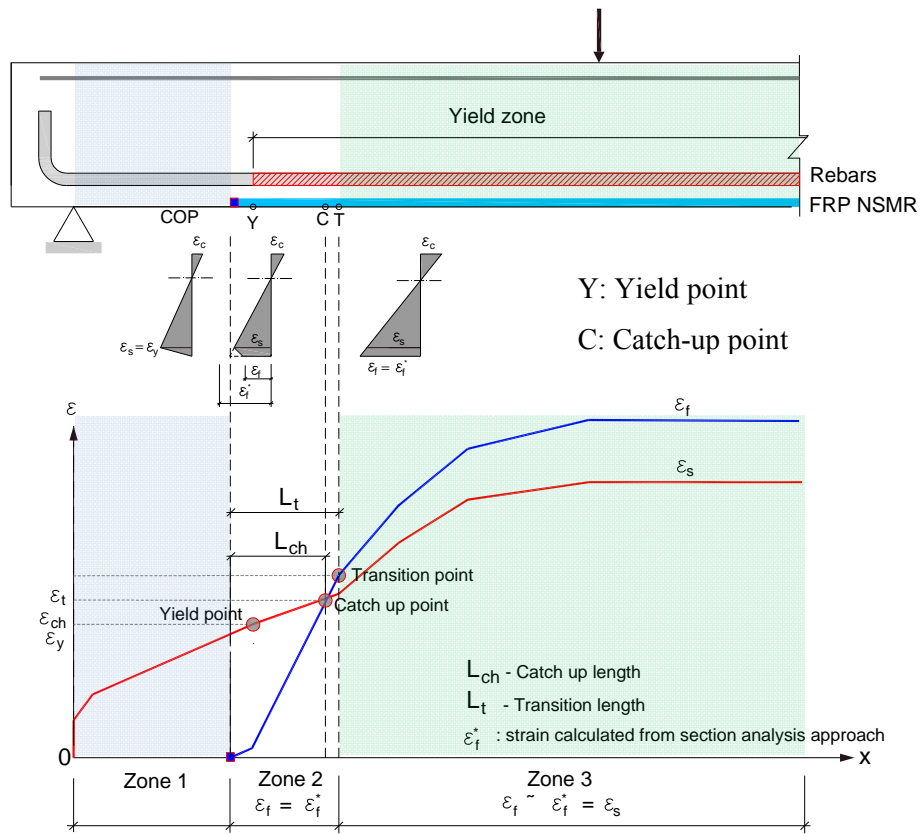 Yield zone
Rebars
FRP NSMR
COP
Y
C
T
ε_c
ε_c
ε_c
ε_s = ε_y
ε_s
ε_f
ε_f^*
ε_s
ε_f = ε_f^*
Y: Yield point
C: Catch-up point
ε
ε_f
ε_s
L_t
L_ch
Transition point
ε_t
Catch up point
Yield point
ε_ch
ε_y
L_ch - Catch up length
L_t - Transition length
ε_f^* : strain calculated from section analysis approach
0
x
Zone 1
Zone 2
Zone 3
ε_f = ε_f^*
ε_f ~ ε_f^* = ε_s